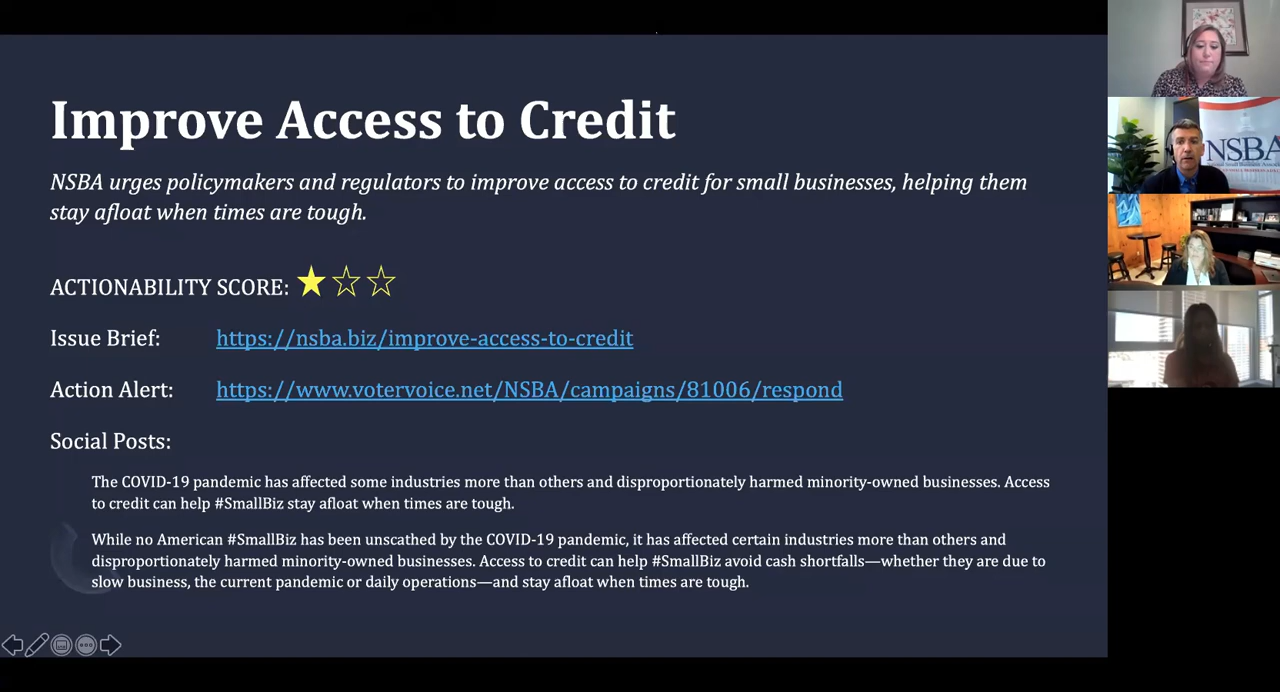 Improve Access to Credit
NSBA urges policymakers and regulators to improve access to credit for small businesses, helping them
stay afloat when times are tough.
ACTIONABILITY SCORE: ★☆☆
Issue Brief: https://nsba.biz/improve-access-to-credit
Action Alert: https://www.votervoice.net/NSBA/campaigns/81006/respond
Social Posts:
The COVID-19 pandemic has affected some industries more than others and disproportionately harmed minority-owned businesses. Access
to credit can help #SmallBiz stay afloat when times are tough.
While no American #SmallBiz has been unscathed by the COVID-19 pandemic, it has affected certain industries more than others and
disproportionately harmed minority-owned businesses. Access to credit can help #SmallBiz avoid cash shortfalls—whether they are due to
slow business, the current pandemic or daily operations—and stay afloat when times are tough.
NSBA